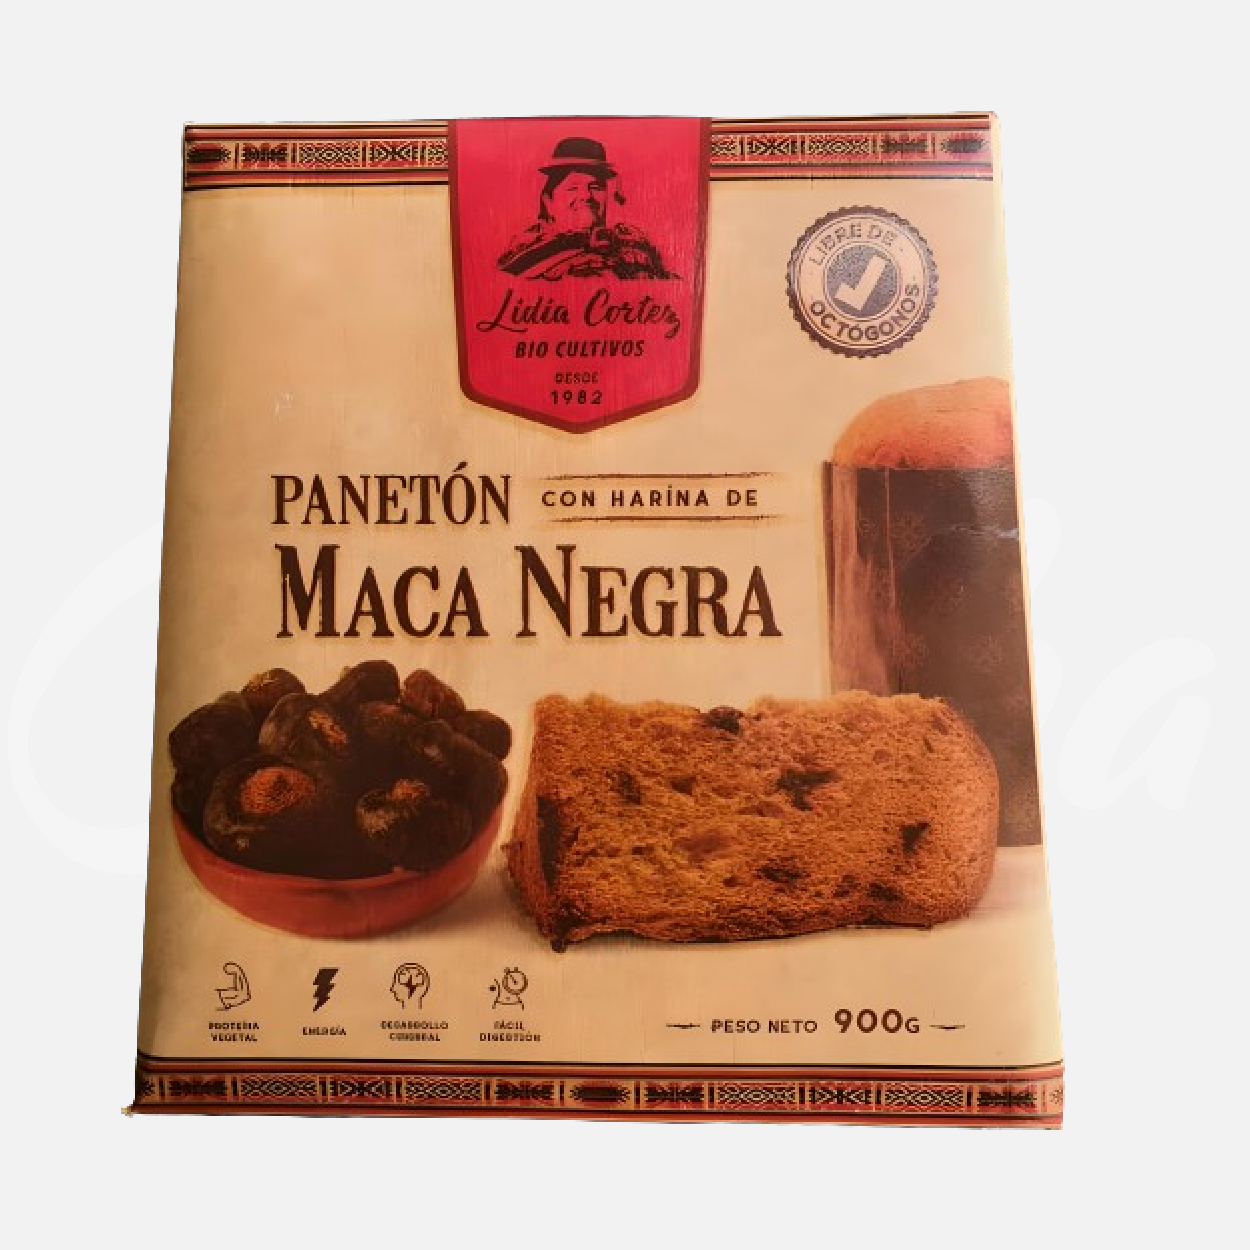 Lidia Cortez
BIO CULTIVOS
DESDE
1982
LIBRE DE
OCTÓGONOS
PANETÓN CON HARÍNA DE
MACA NEGRA
PROTEÍNA
VEGETAL
ENERGÍA
DESARROLLO
CEREBRAL
FÁCIL
DIGESTIÓN
PESO NETO 900G